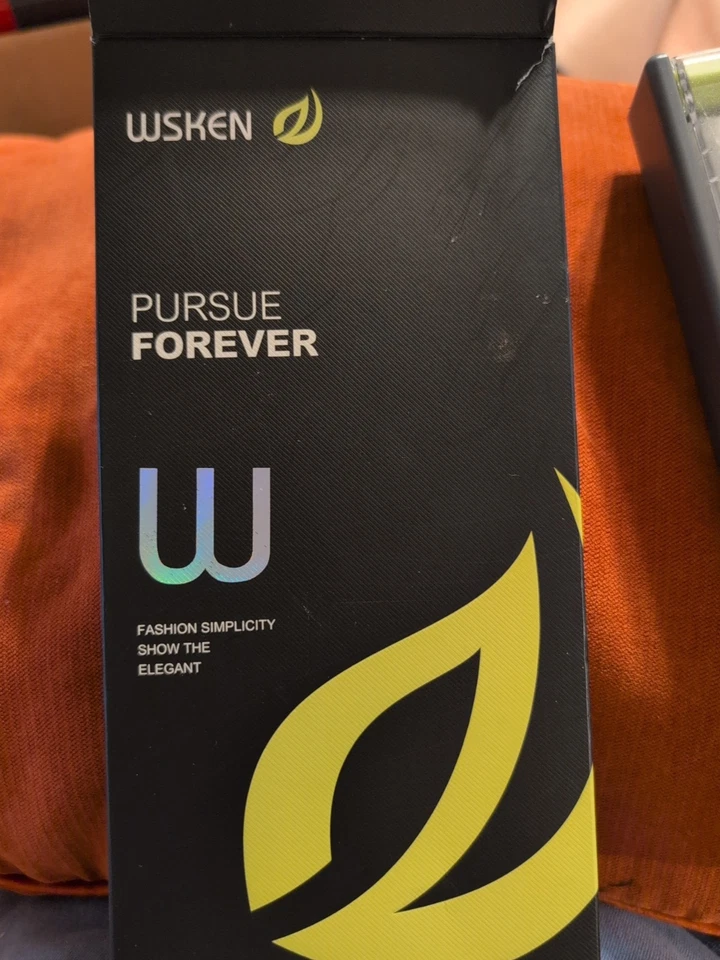 WSKEN
PURSUE
FOREVER
W
FASHION SIMPLICITY
SHOW THE
ELEGANT